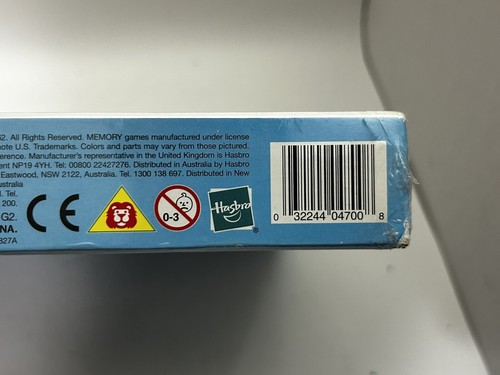 62. All Rights Reserved. MEMORY games manufactured under license
note U.S. Trademarks. Colors and parts may vary from those pictured.
erence. Manufacturer's representative in the United Kingdom is Hasbro
ent NP19 4YH. Tel: 00800 22427276. Distributed in Australia by Hasbro
Eastwood, NSW 2122, Australia. Tel. 1300 138 697. Distributed in New
ustralia
Tel.
200.
G2.
NA.
827A
CE
0-3
Hasbro
0 32244 04700 8